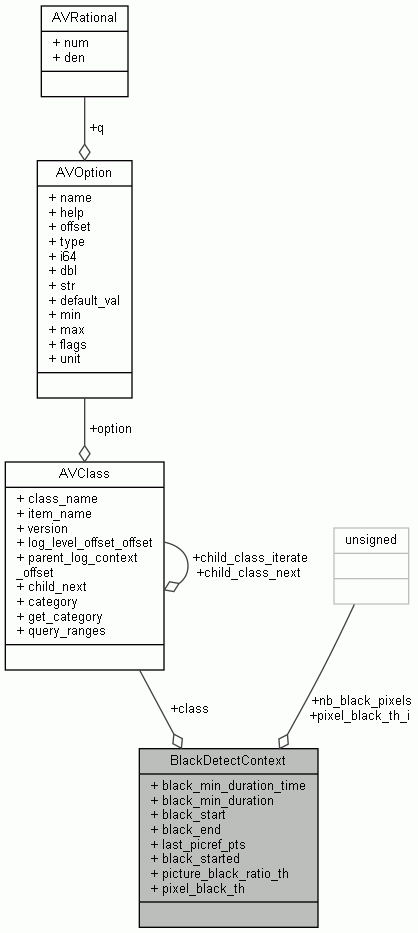 AVRational
+ num
+ den
+q
AVOption
+ name
+ help
+ offset
+ type
+ i64
+ dbl
+ str
+ default_val
+ min
+ max
+ flags
+ unit
+option
AVClass
+ class_name
+ item_name
+ version
+ log_level_offset_offset
+ parent_log_context
_offset
+ child_next
+ category
+ get_category
+ query_ranges
+child_class_iterate
+child_class_next
unsigned
+class
+nb_black_pixels
+pixel_black_th_i
BlackDetectContext
+ black_min_duration_time
+ black_min_duration
+ black_start
+ black_end
+ last_picref_pts
+ black_started
+ picture_black_ratio_th
+ pixel_black_th